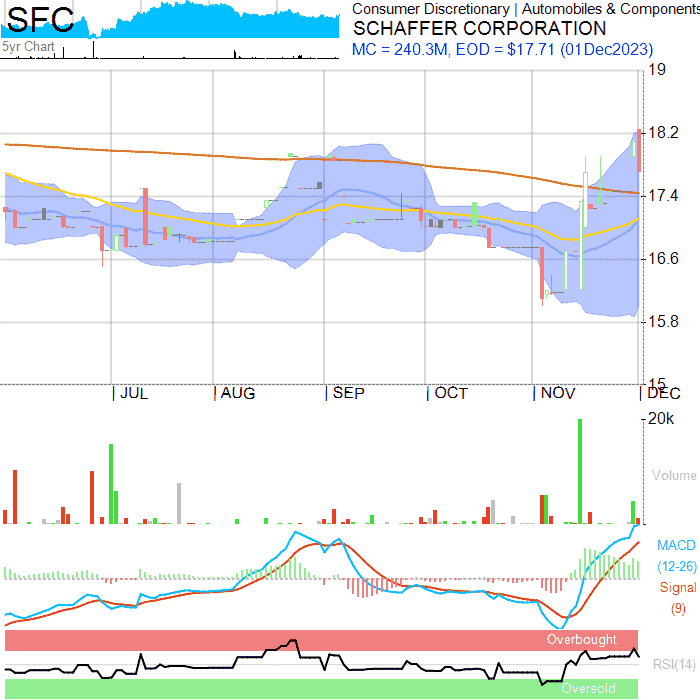 SFC
Consumer Discretionary | Automobiles & Components
SCHAFFER CORPORATION
5yr Chart
MC = 240.3M, EOD = $17.71 (01Dec2023)
19
18.2
17.4
16.6
15.8
15
JUL
AUG
SEP
OCT
NOV
DEC
20k
Volume
MACD
(12-26)
Signal
(9)
Overbought
RSI(14)
Oversold